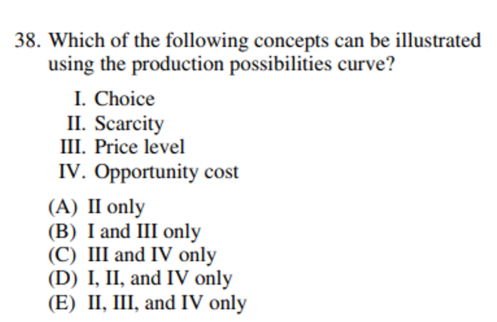 38. Which of the following concepts can be illustrated
using the production possibilities curve?
I. Choice
II. Scarcity
III. Price level
IV. Opportunity cost
(A) II only
(B) I and III only
(C) III and IV only
(D) I, II, and IV only
(E) II, III, and IV only